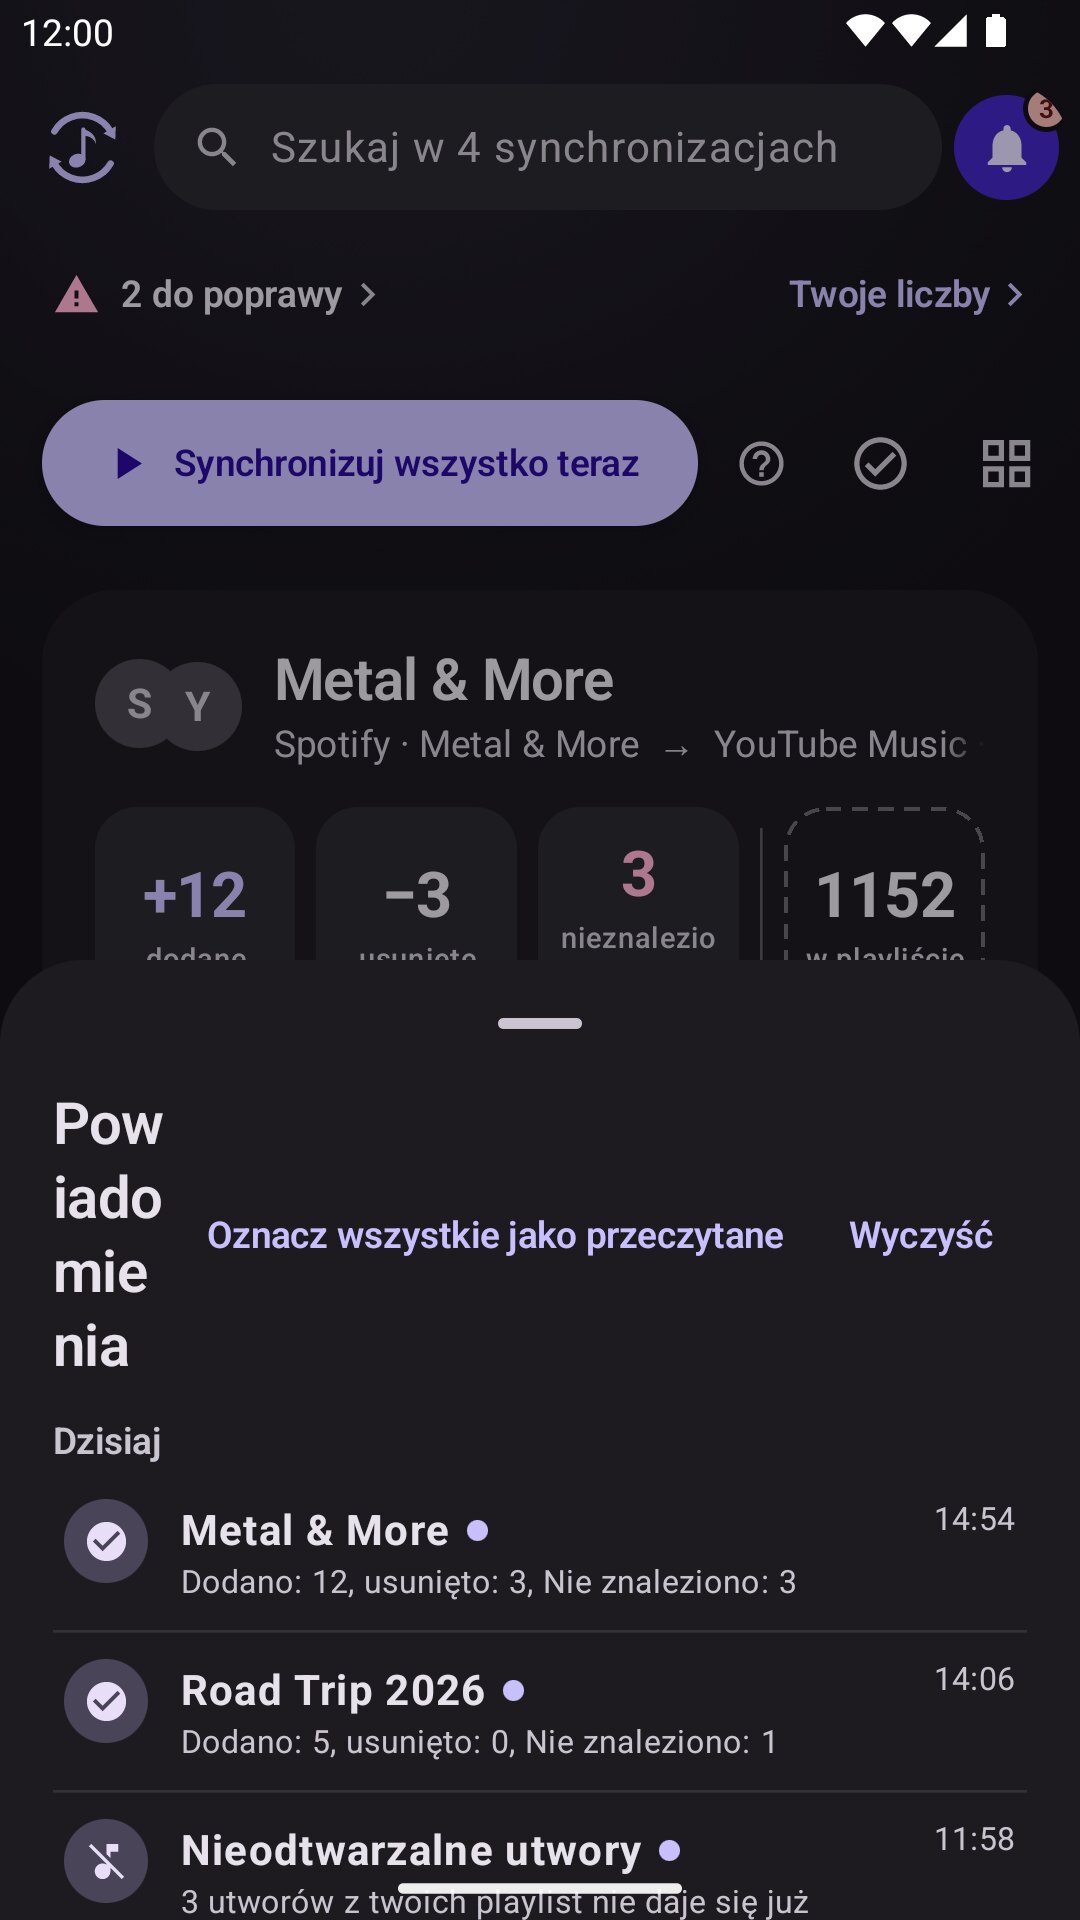 12:00
Szukaj w 4 synchronizacjach
3
2 do poprawy
Twoje liczby
Synchronizuj wszystko teraz
S Y
Metal & More
Spotify · Metal & More → YouTube Music
+12
dodane
−3
usunięte
3
nieznalezio
1152
w playliście
Pow
iado
mie
nia
Oznacz wszystkie jako przeczytane
Wyczyść
Dzisiaj
Metal & More
14:54
Dodano: 12, usunięto: 3, Nie znaleziono: 3
Road Trip 2026
14:06
Dodano: 5, usunięto: 0, Nie znaleziono: 1
Nieodtwarzalne utwory
11:58
3 utworów z twoich playlist nie daje się już